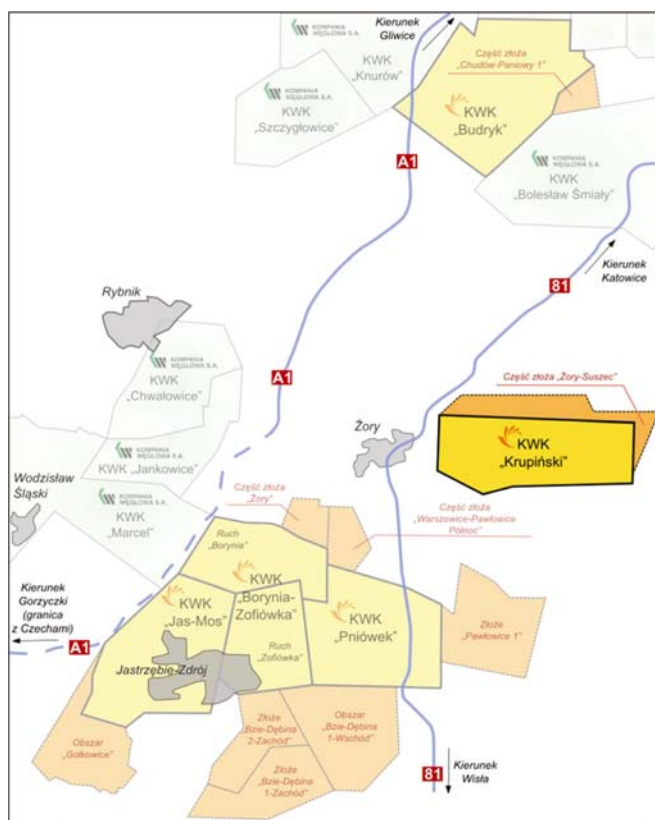 Kierunek
Gliwice
KOMPANIA
WĘGLOWA S.A.
KWK
„Knurów”
Część złoża
„Chudów-Paniowy 1”
KOMPANIA
WĘGLOWA S.A.
KWK
„Szczygłowice”
KWK
„Budryk”
A1
KOMPANIA
WĘGLOWA S.A.
KWK
„Bolesław Śmiały”
Kierunek
Katowice
81
Rybnik
KOMPANIA
WĘGLOWA S.A.
KWK
„Chwałowice”
A1
Część złoża „Żory-Suszec”
Żory
KWK
„Krupiński”
KOMPANIA
WĘGLOWA S.A.
KWK „Jankowice”
Wodzisław
Śląski
KOMPANIA
WĘGLOWA S.A.
KWK
„Marcel”
Część złoża
„Żory”
Część złoża
„Warszowice-Pawłowice
Północ”
Ruch
„Borynia”
Kierunek
Gorzyczki
(granica
z Czechami)
A1
KWK
„Jas-Mos”
KWK
„Borynia-
Zofiówka”
KWK
„Pniówek”
Złoże
„Pawłowice 1”
Ruch
„Zofiówka”
Jastrzębie-Zdrój
Obszar
„Gołkowice”
Złoże
„Bzie-Dębina
2-Zachód”
Obszar
„Bzie-Dębina
1-Wschód”
Złoże
„Bzie-Dębina
1-Zachód”
81
Kierunek
Wisła